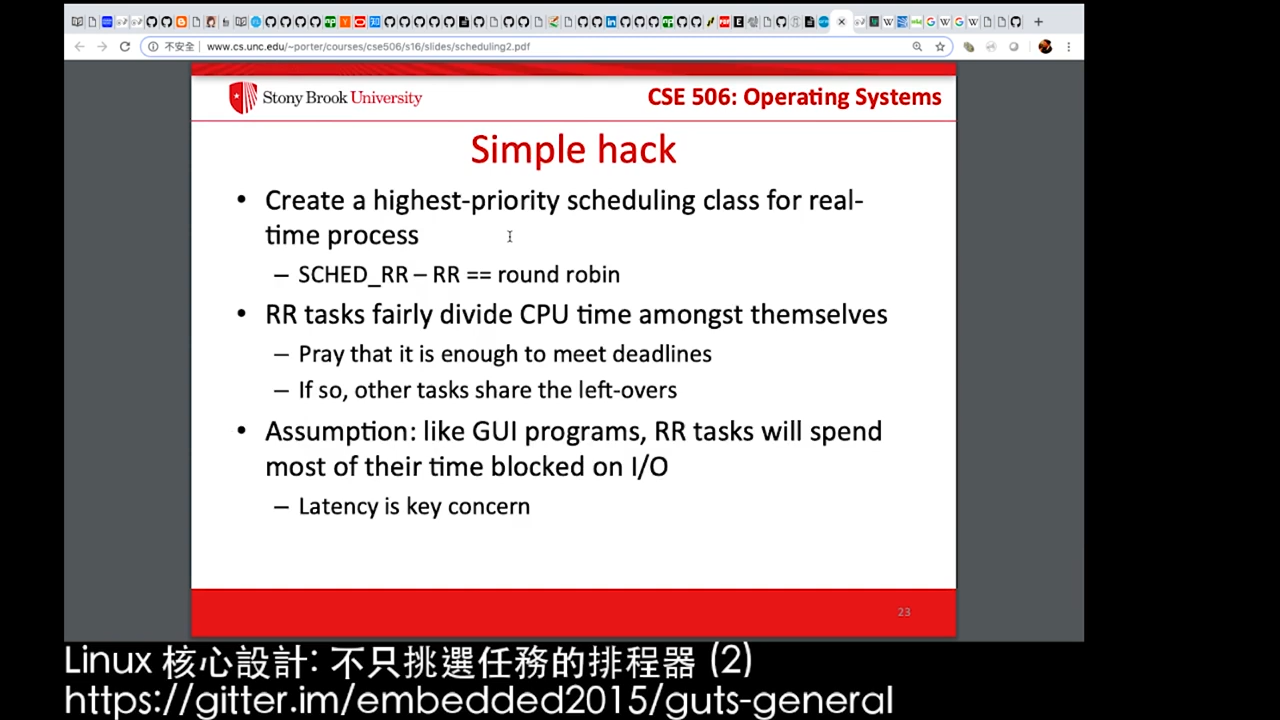 不安全 www.cs.unc.edu/~porter/courses/cse506/s16/slides/scheduling2.pdf
Stony Brook University
CSE 506: Operating Systems
Simple hack
• Create a highest-priority scheduling class for real-
time process
– SCHED_RR – RR == round robin
• RR tasks fairly divide CPU time amongst themselves
– Pray that it is enough to meet deadlines
– If so, other tasks share the left-overs
• Assumption: like GUI programs, RR tasks will spend
most of their time blocked on I/O
– Latency is key concern
23
Linux 核心設計: 不只挑選任務的排程器 (2)
https://gitter.im/embedded2015/guts-general